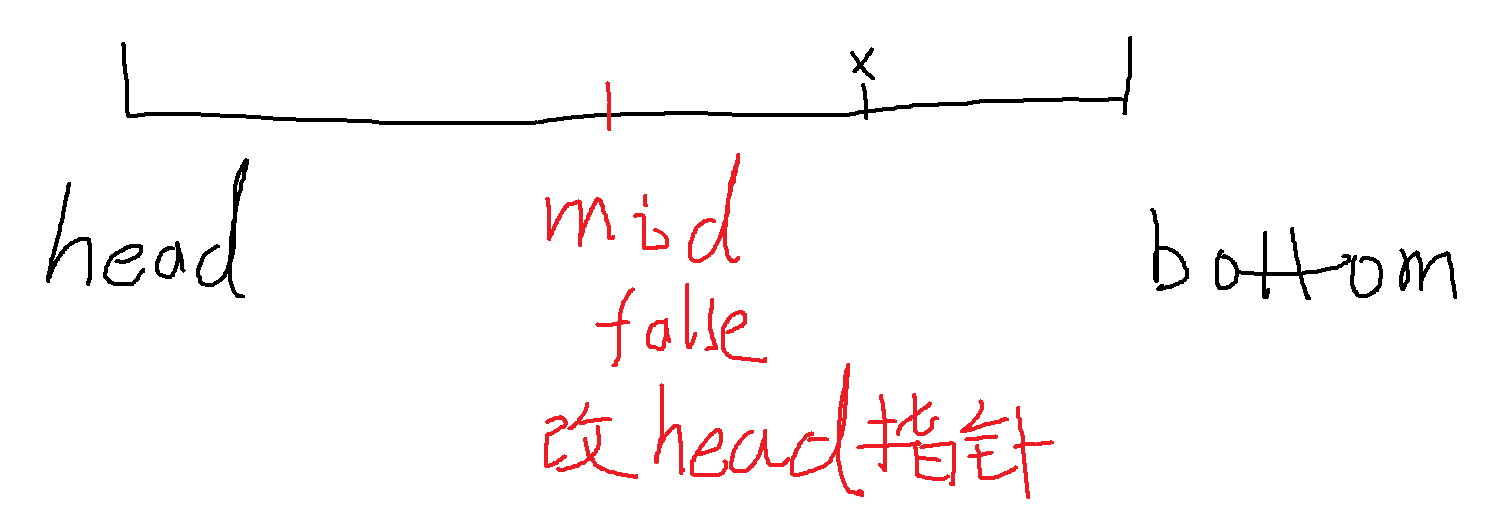 x
head mid bottom
false
改head指针